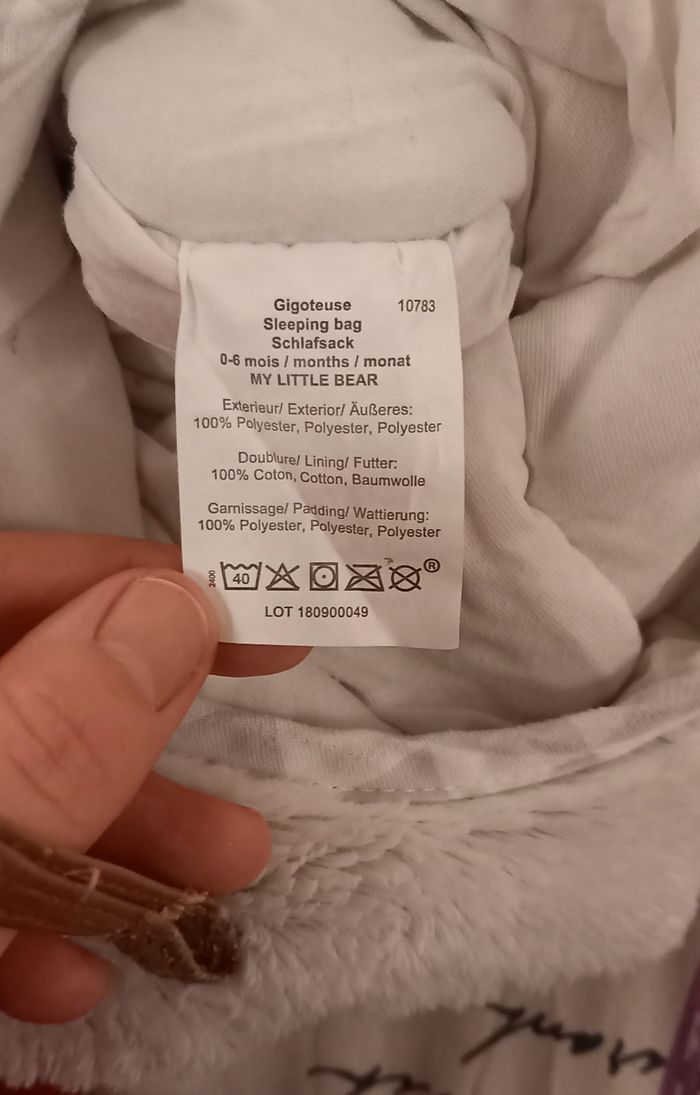 Gigoteuse 10783
Sleeping bag
Schlafsack
0-6 mois / months / monat
MY LITTLE BEAR
Exterieur/ Exterior/ Äußeres:
100% Polyester, Polyester, Polyester
Doublure/ Lining/ Futter:
100% Coton, Cotton, Baumwolle
Garnissage/ Padding/ Wattierung:
100% Polyester, Polyester, Polyester
2400
40
®
LOT 180900049